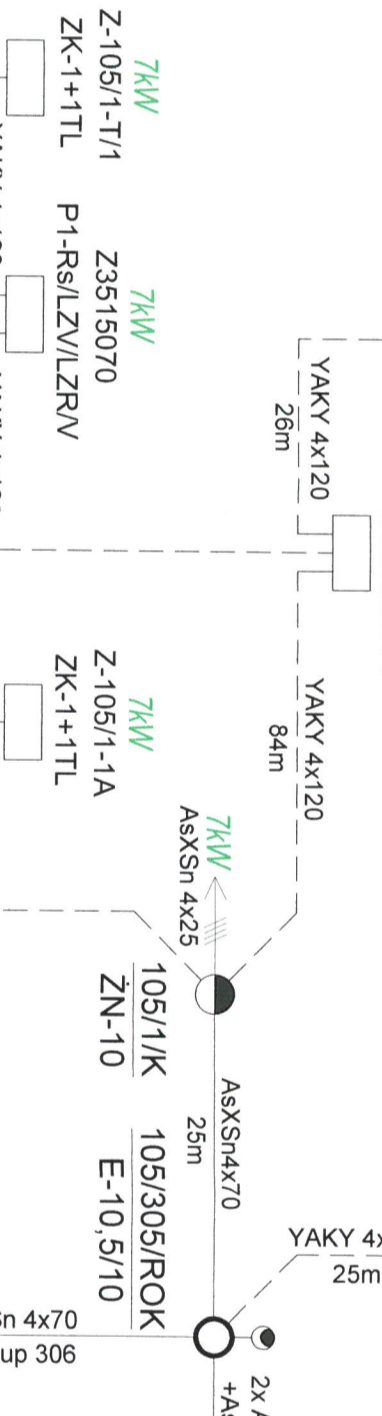 7kW
Z-105/1-T/1
ZK-1+1TL
7kW
Z3515070
P1-Rs/LZV/LZR/V
YAKY 4x120
26m
YAKY 4x120
84m
7kW
Z-105/1-1A
ZK-1+1TL
7kW
AsXSn 4x25
105/1/K
ŻN-10
AsXSn4x70
25m
105/305/ROK
E-10,5/10
YAKY 4x
25m
n 4x70
up 306
2x A
+As